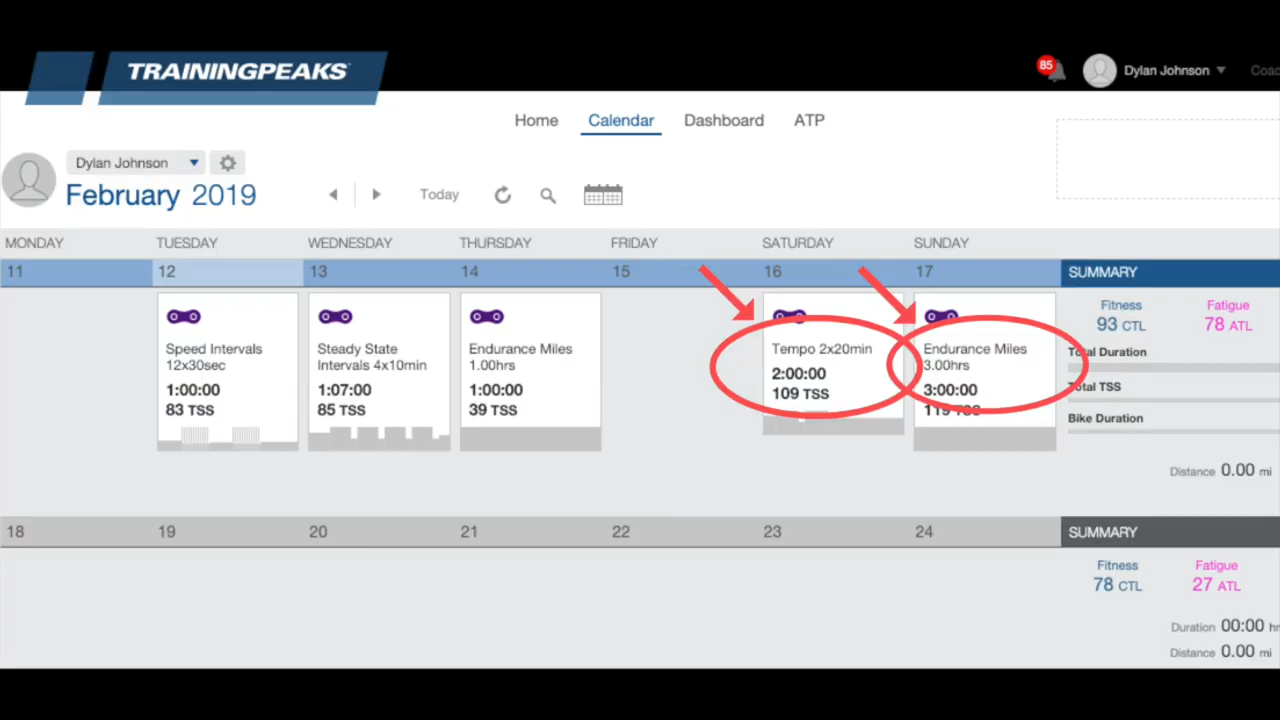 TRAININGPEAKS
85
Dylan Johnson
Coac
Home Calendar Dashboard ATP
Dylan Johnson
February 2019
Today
MONDAY TUESDAY WEDNESDAY THURSDAY FRIDAY SATURDAY SUNDAY
11 12 13 14 15 16 17 SUMMARY
Speed Intervals
12x30sec
1:00:00
83 TSS
Steady State
Intervals 4x10min
1:07:00
85 TSS
Endurance Miles
1.00hrs
1:00:00
39 TSS
Tempo 2x20min
2:00:00
109 TSS
Endurance Miles
3.00hrs
3:00:00
119 TSS
Fitness Fatigue
93 CTL 78 ATL
Total Duration
Total TSS
Bike Duration
Distance 0.00 mi
18 19 20 21 22 23 24 SUMMARY
Fitness Fatigue
78 CTL 27 ATL
Duration 00:00 hr
Distance 0.00 mi